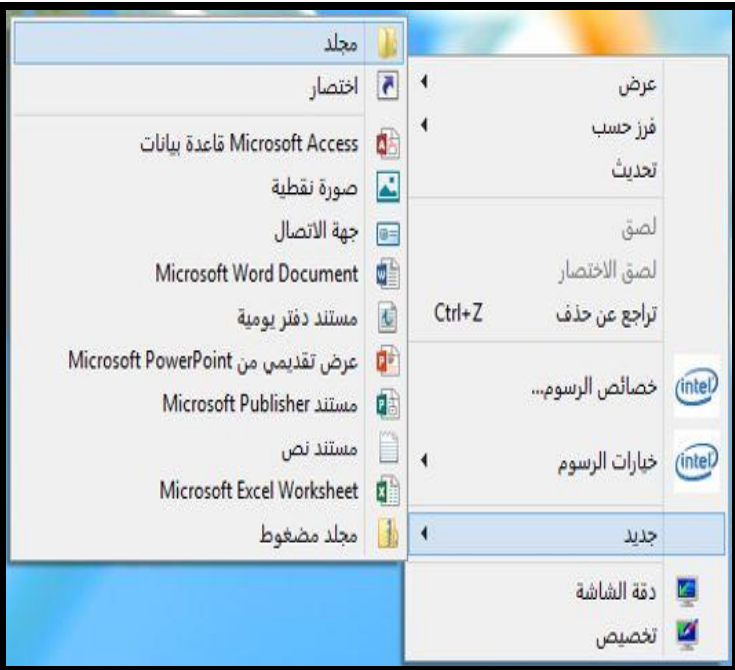 عرض
فرز حسب
تحديث
لصق
لصق الاختصار
تراجع عن حذف Ctrl+Z
intel خصائص الرسوم...
intel خيارات الرسوم
جديد
دقة الشاشة
تخصيص
مجلد
اختصار
Microsoft Access قاعدة بيانات
صورة نقطية
جهة الاتصال
Microsoft Word Document
مستند دفتر يومية
عرض تقديمي من Microsoft PowerPoint
مستند Microsoft Publisher
مستند نص
Microsoft Excel Worksheet
مجلد مضغوط